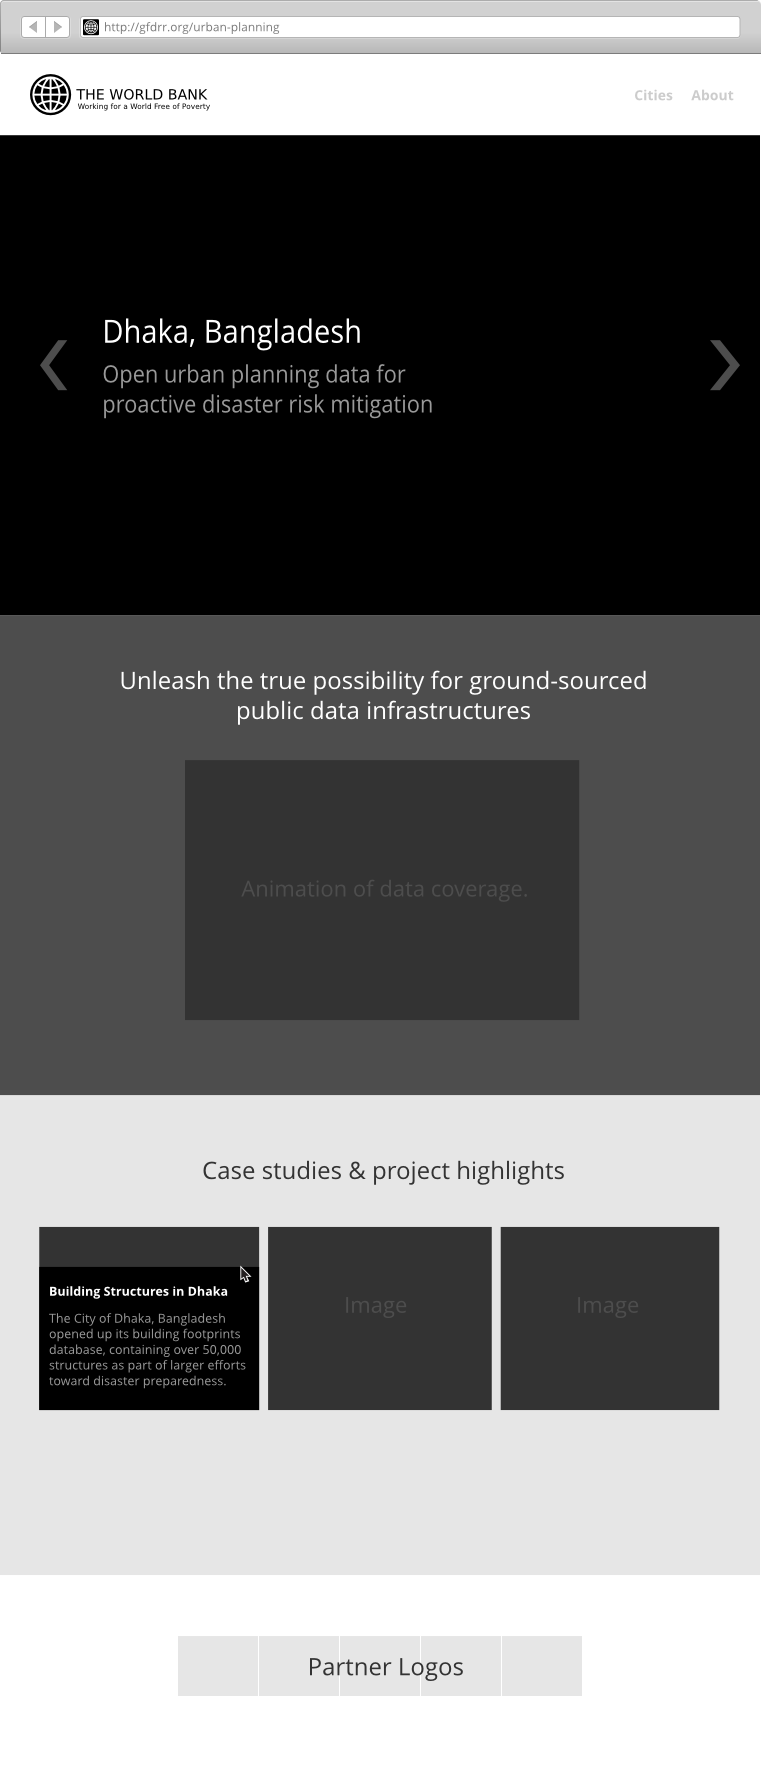 http://gfdrr.org/urban-planning
THE WORLD BANK
Working for a World Free of Poverty
Cities About
Dhaka, Bangladesh
Open urban planning data for
proactive disaster risk mitigation
Unleash the true possibility for ground-sourced
public data infrastructures
Animation of data coverage.
Case studies & project highlights
Building Structures in Dhaka
The City of Dhaka, Bangladesh
opened up its building footprints
database, containing over 50,000
structures as part of larger efforts
toward disaster preparedness.
Image
Image
Partner Logos